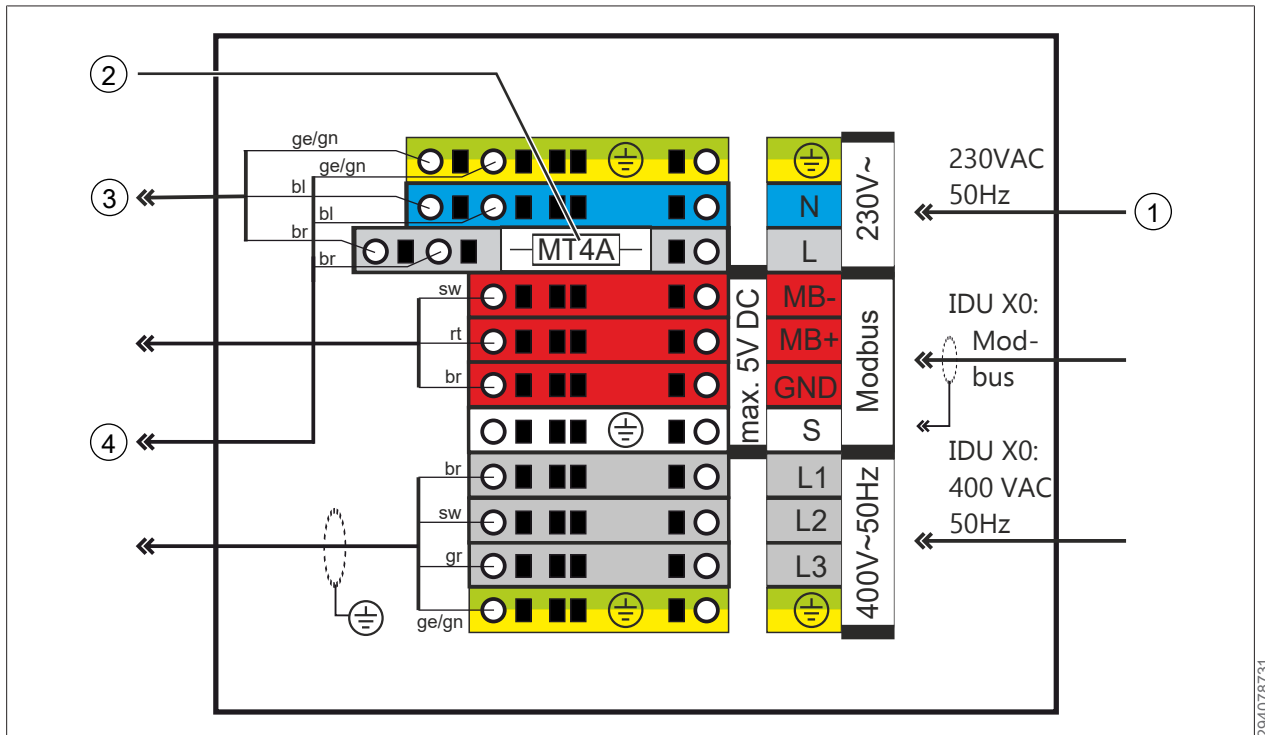 2
ge/gn
ge/gn
3
bl
bl
br
br
MT4A
N
L
230V~
230VAC
50Hz
1
sw
rt
br
max. 5V DC
MB-
MB+
GND
S
Modbus
IDU X0:
Mod-
bus
4
br
sw
gr
ge/gn
L1
L2
L3
400V~50Hz
IDU X0:
400 VAC
50Hz
294078731